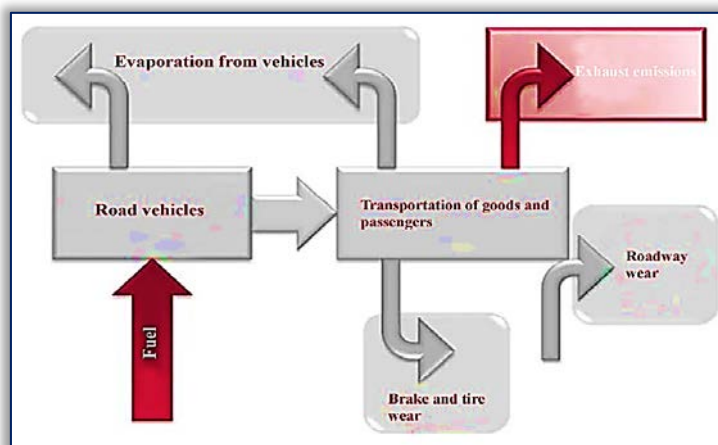 Evaporation from vehicles
Exhaust emissions
Road vehicles
Transportation of goods and
passengers
Roadway
wear
Fuel
Brake and tire
wear